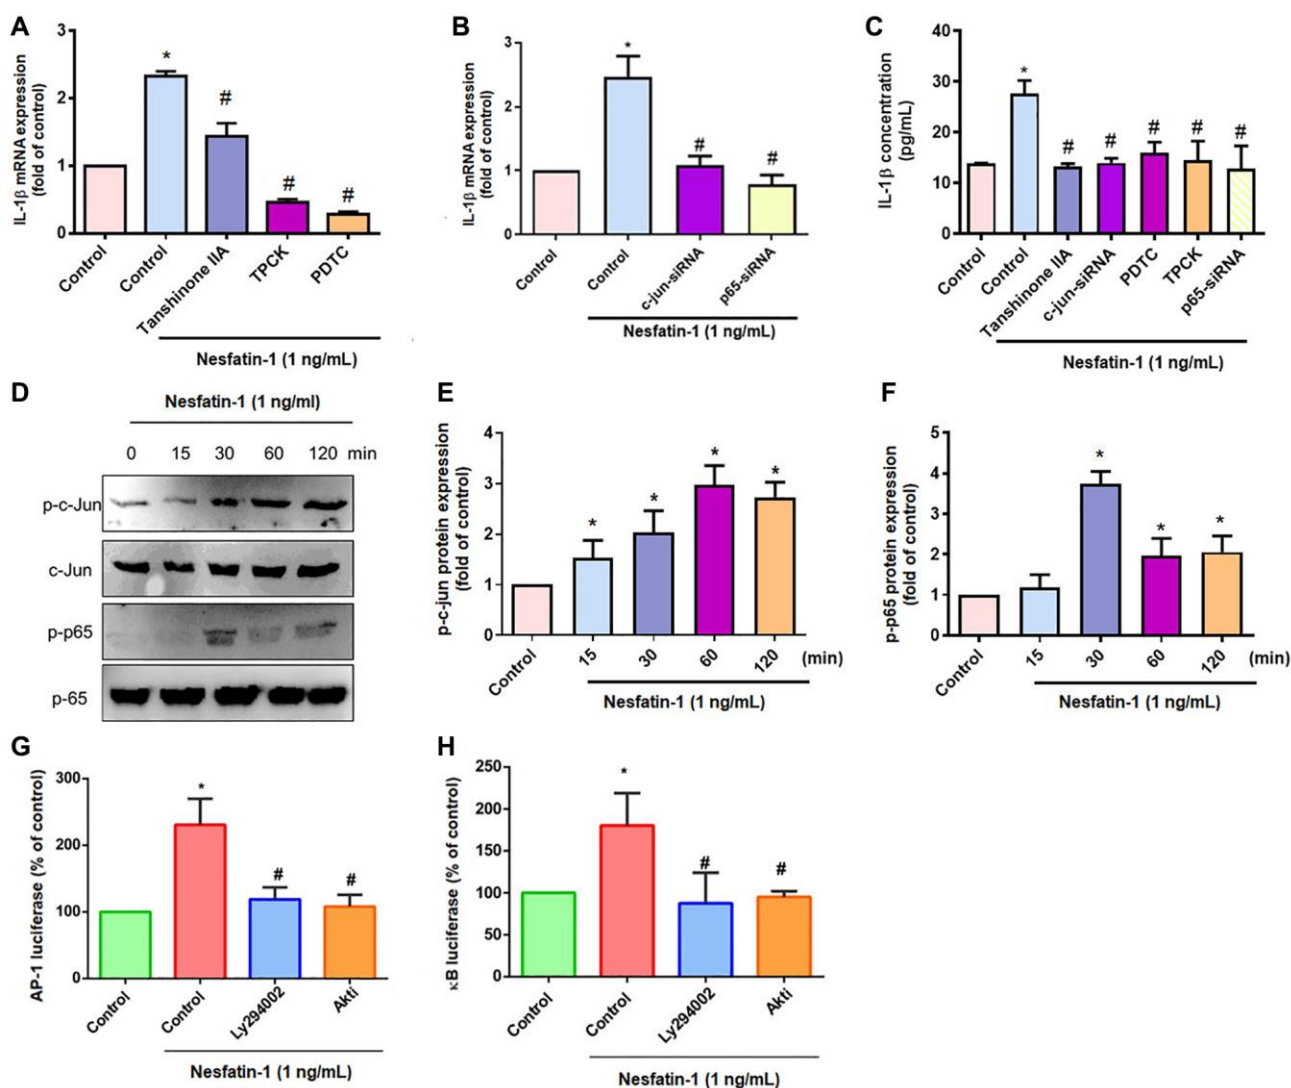 A
IL-1β mRNA expression
(fold of control)
3
2
1
0
*
#
#
#
Control
Control
Tanshinone IIA
TPCK
PDTC
Nesfatin-1 (1 ng/mL)
B
IL-1β mRNA expression
(fold of control)
3
2
1
0
*
#
#
Control
Control
c-jun-siRNA
p65-siRNA
Nesfatin-1 (1 ng/mL)
C
IL-1β concentration
(pg/mL)
40
30
20
10
0
*
#
#
#
#
#
Control
Control
Tanshinone IIA
c-jun-siRNA
PDTC
TPCK
p65-siRNA
Nesfatin-1 (1 ng/mL)
D
Nesfatin-1 (1 ng/ml)
0 15 30 60 120 min
p-c-Jun
c-Jun
p-p65
p-65
E
p-c-jun protein expression
(fold of control)
4
3
2
1
0
*
*
*
*
Control
15
30
60
120
(min)
Nesfatin-1 (1 ng/mL)
F
p-p65 protein expression
(fold of control)
5
4
3
2
1
0
*
*
*
Control
15
30
60
120
(min)
Nesfatin-1 (1 ng/mL)
G
AP-1 luciferase (% of control)
300
200
100
0
*
#
#
Control
Control
Ly294002
Akti
Nesfatin-1 (1 ng/mL)
H
κB luciferase (% of control)
250
200
150
100
50
0
*
#
#
Control
Control
Ly294002
Akti
Nesfatin-1 (1 ng/mL)